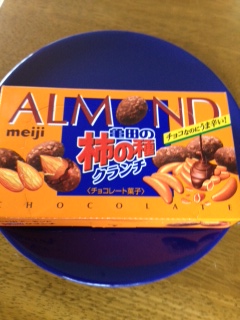 ALMOND
meiji
亀田の
柿の種
クランチ
チョコなのにうま辛い!
〈チョコレート菓子〉
CHOCOLATE